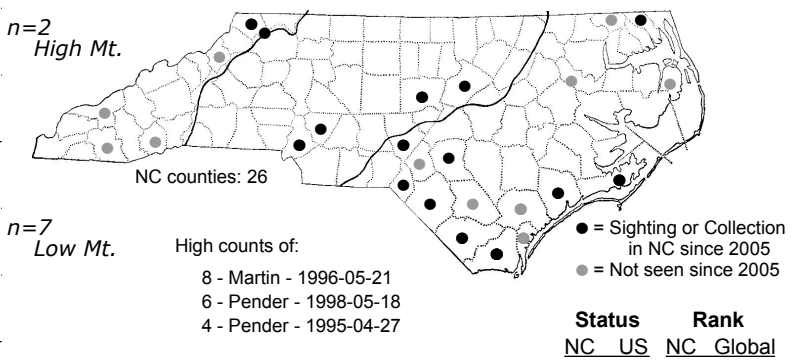 n=2
High Mt.
NC counties: 26
n=7
Low Mt.
High counts of:
8 - Martin - 1996-05-21
6 - Pender - 1998-05-18
4 - Pender - 1995-04-27
● = Sighting or Collection
in NC since 2005
● = Not seen since 2005
Status Rank
NC US NC Global